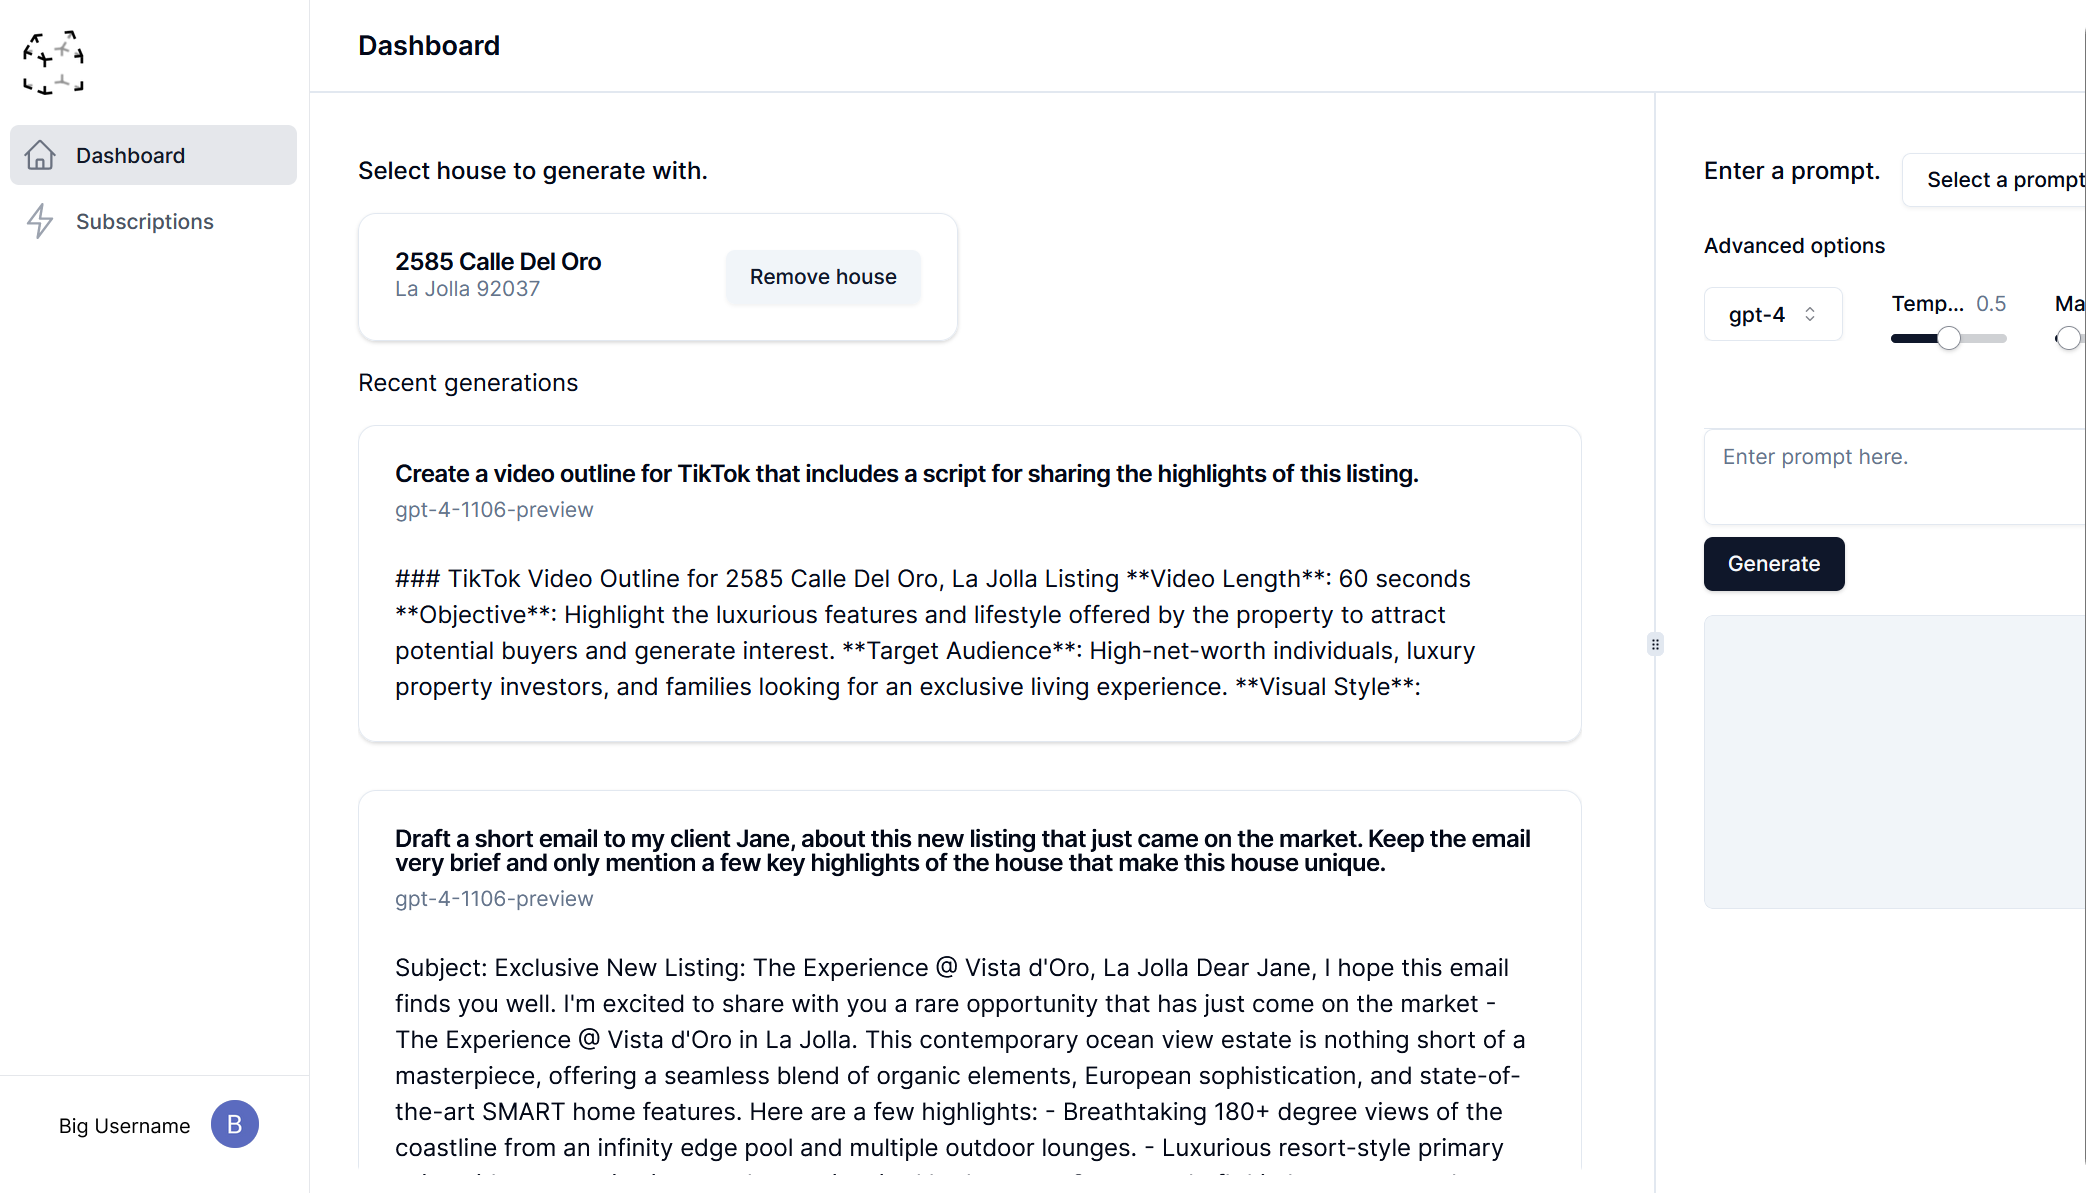 Dashboard
Dashboard
Subscriptions
Select house to generate with.
2585 Calle Del Oro
La Jolla 92037
Remove house
Recent generations
Create a video outline for TikTok that includes a script for sharing the highlights of this listing.
gpt-4-1106-preview
### TikTok Video Outline for 2585 Calle Del Oro, La Jolla Listing **Video Length**: 60 seconds
**Objective**: Highlight the luxurious features and lifestyle offered by the property to attract
potential buyers and generate interest. **Target Audience**: High-net-worth individuals, luxury
property investors, and families looking for an exclusive living experience. **Visual Style**:
Draft a short email to my client Jane, about this new listing that just came on the market. Keep the email
very brief and only mention a few key highlights of the house that make this house unique.
gpt-4-1106-preview
Subject: Exclusive New Listing: The Experience @ Vista d'Oro, La Jolla Dear Jane, I hope this email
finds you well. I'm excited to share with you a rare opportunity that has just come on the market -
The Experience @ Vista d'Oro in La Jolla. This contemporary ocean view estate is nothing short of a
masterpiece, offering a seamless blend of organic elements, European sophistication, and state-of-
the-art SMART home features. Here are a few highlights: - Breathtaking 180+ degree views of the
coastline from an infinity edge pool and multiple outdoor lounges. - Luxurious resort-style primary
Enter a prompt.
Select a prompt
Advanced options
gpt-4
Temp... 0.5
Ma
Enter prompt here.
Generate
Big Username
B